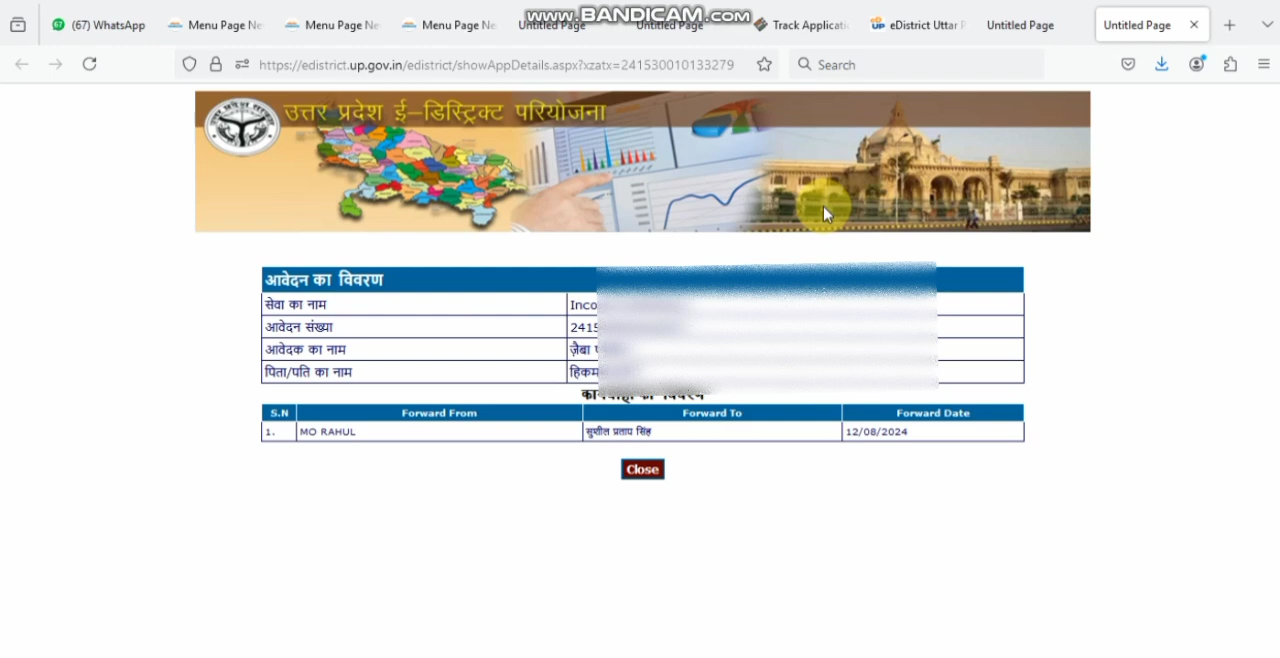 www.BANDICAM.com
(67) WhatsApp
Menu Page Ne
Menu Page Ne
Menu Page Ne
Untitled Page
Untitled Page
Track Applicati
eDistrict Uttar P
Untitled Page
Untitled Page
https://edistrict.up.gov.in/edistrict/showAppDetails.aspx?xzatx=241530010133279
Search
उत्तर प्रदेश ई-डिस्ट्रिक्ट परियोजना
आवेदन का विवरण
सेवा का नाम Inco
आवेदन संख्या 2415
आवेदक का नाम ज़ैबा
पिता/पति का नाम हिकम
का विवरण
S.N Forward From Forward To Forward Date
1. MO RAHUL सुशील प्रताप सिंह 12/08/2024
Close